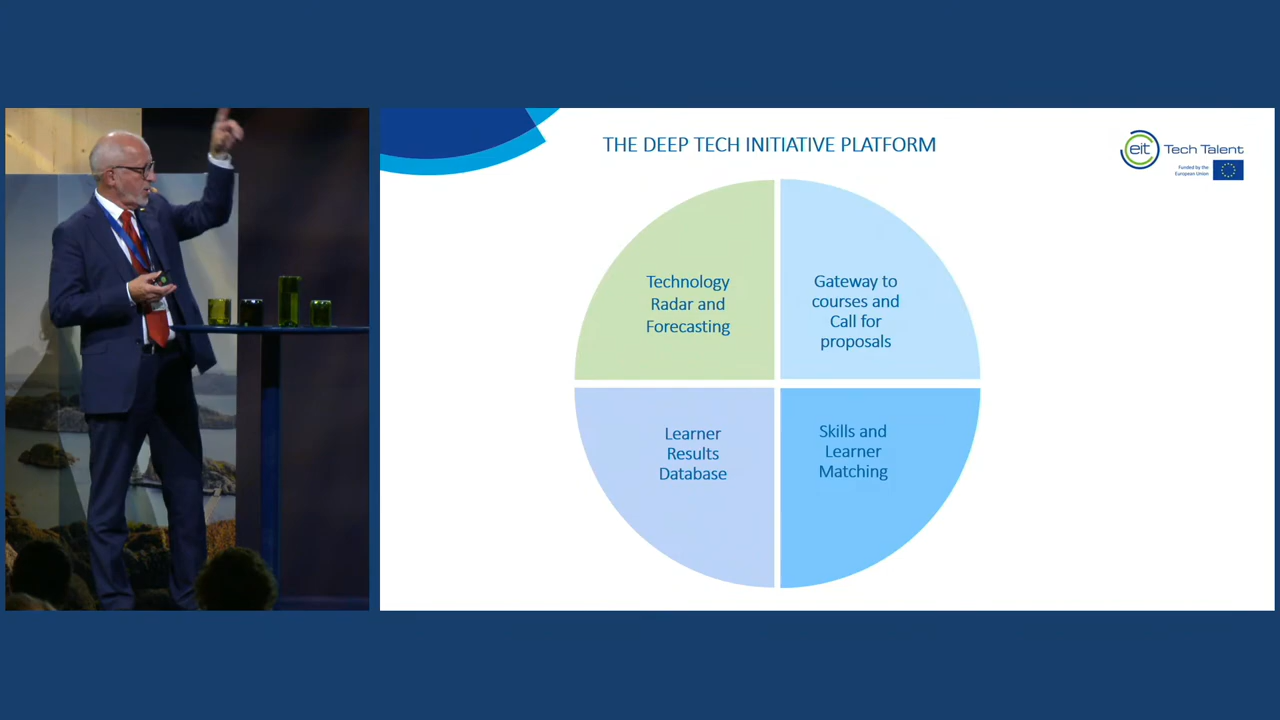 THE DEEP TECH INITIATIVE PLATFORM
eit Tech Talent
Funded by the
European Union
Technology
Radar and
Forecasting
Gateway to
courses and
Call for
proposals
Learner
Results
Database
Skills and
Learner
Matching